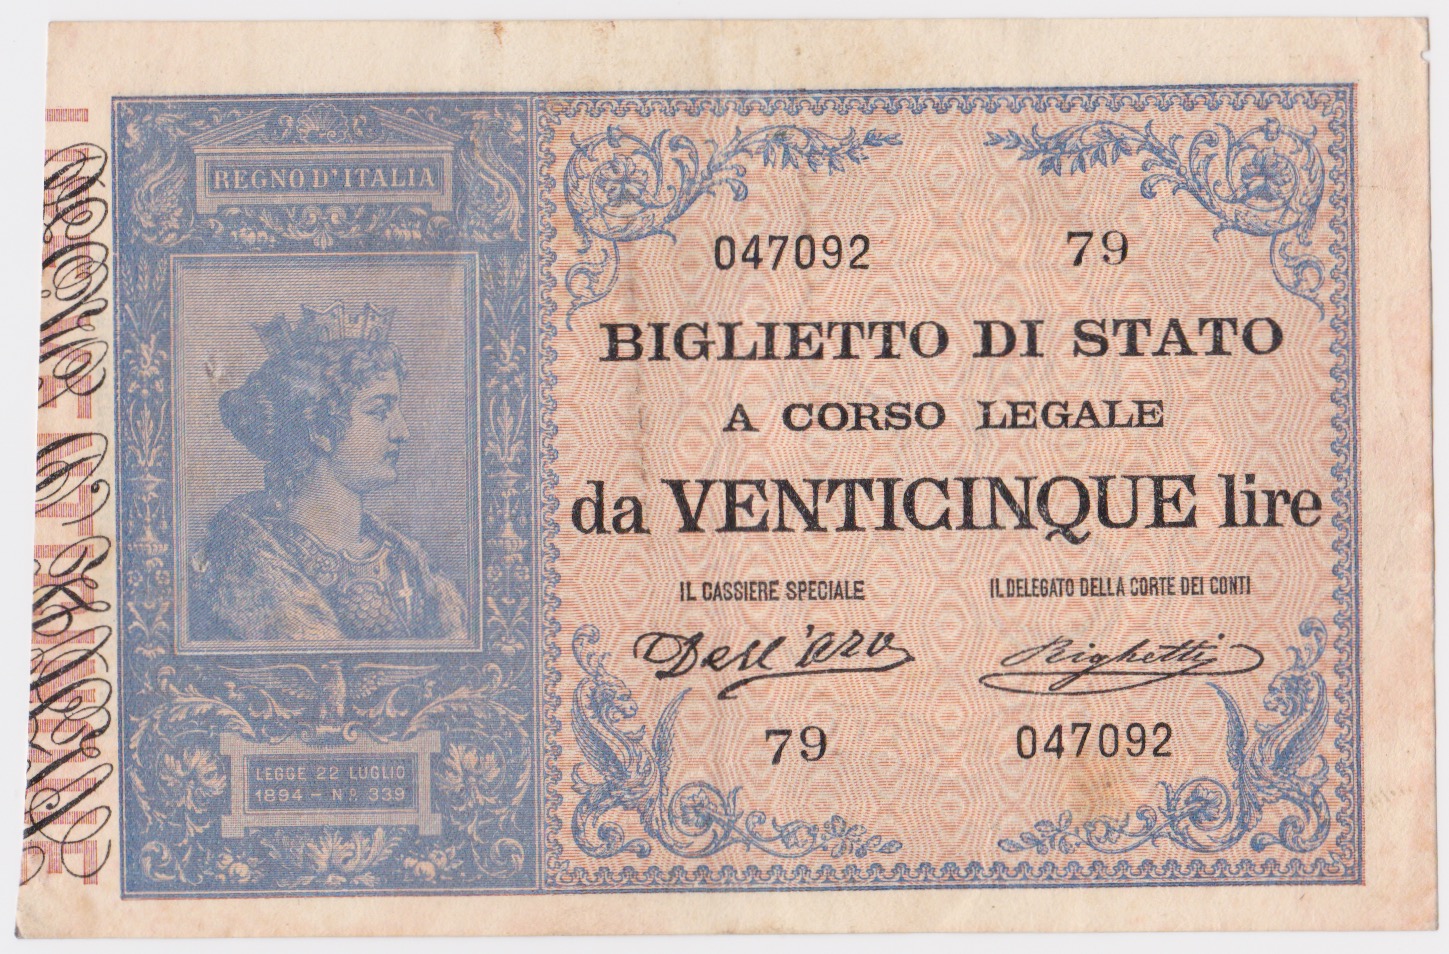 REGNO D'ITALIA
047092 79
BIGLIETTO DI STATO
A CORSO LEGALE
da VENTICINQUE lire
IL CASSIERE SPECIALE IL DELEGATO DELLA CORTE DEI CONTI
Dell'ara Righetti
79 047092
LEGGE 22 LUGLIO
1894 - No. 339